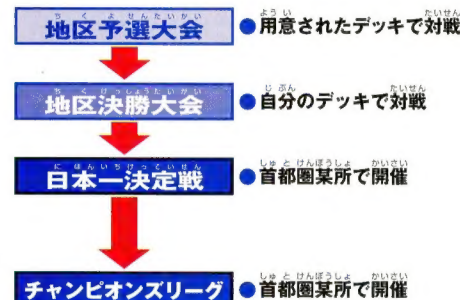 地区予選大会
●用意されたデッキで対戦
地区決勝大会
●自分のデッキで対戦
日本一決定戦
●首都圏某所で開催
チャンピオンズリーグ
●首都圏某所で開催